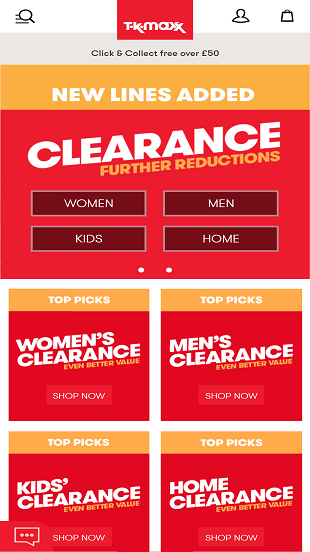 TK-maxx
Click & Collect free over £50
NEW LINES ADDED
CLEARANCE
FURTHER REDUCTIONS
WOMEN
MEN
KIDS
HOME
TOP PICKS
WOMEN'S
CLEARANCE
EVEN BETTER VALUE
SHOP NOW
TOP PICKS
MEN'S
CLEARANCE
EVEN BETTER VALUE
SHOP NOW
TOP PICKS
KIDS'
CLEARANCE
EVEN BETTER VALUE
SHOP NOW
TOP PICKS
HOME
CLEARANCE
EVEN BETTER VALUE
SHOP NOW